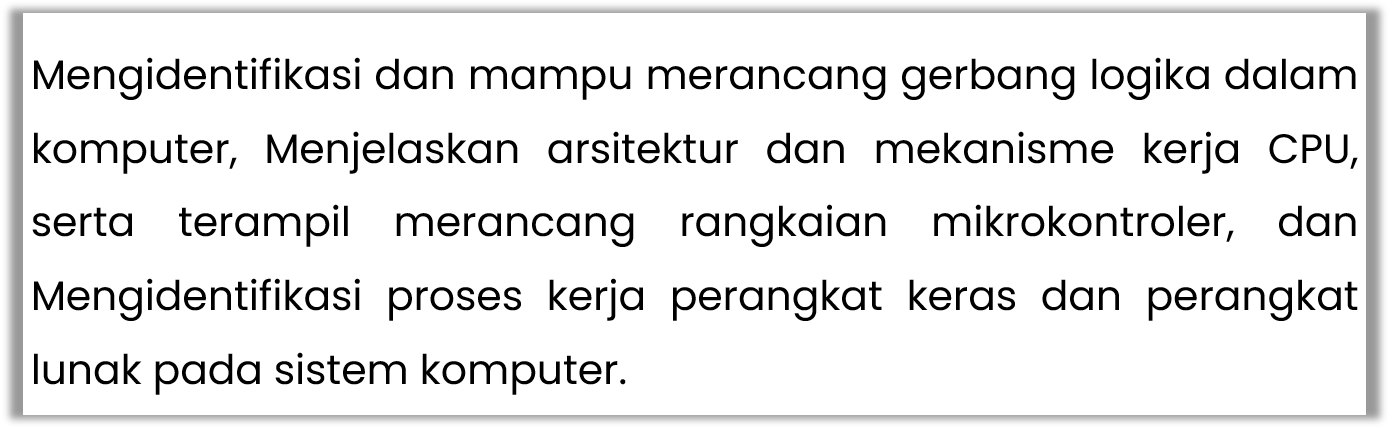 Mengidentifikasi dan mampu merancang gerbang logika dalam
komputer, Menjelaskan arsitektur dan mekanisme kerja CPU,
serta terampil merancang rangkaian mikrokontroler, dan
Mengidentifikasi proses kerja perangkat keras dan perangkat
lunak pada sistem komputer.